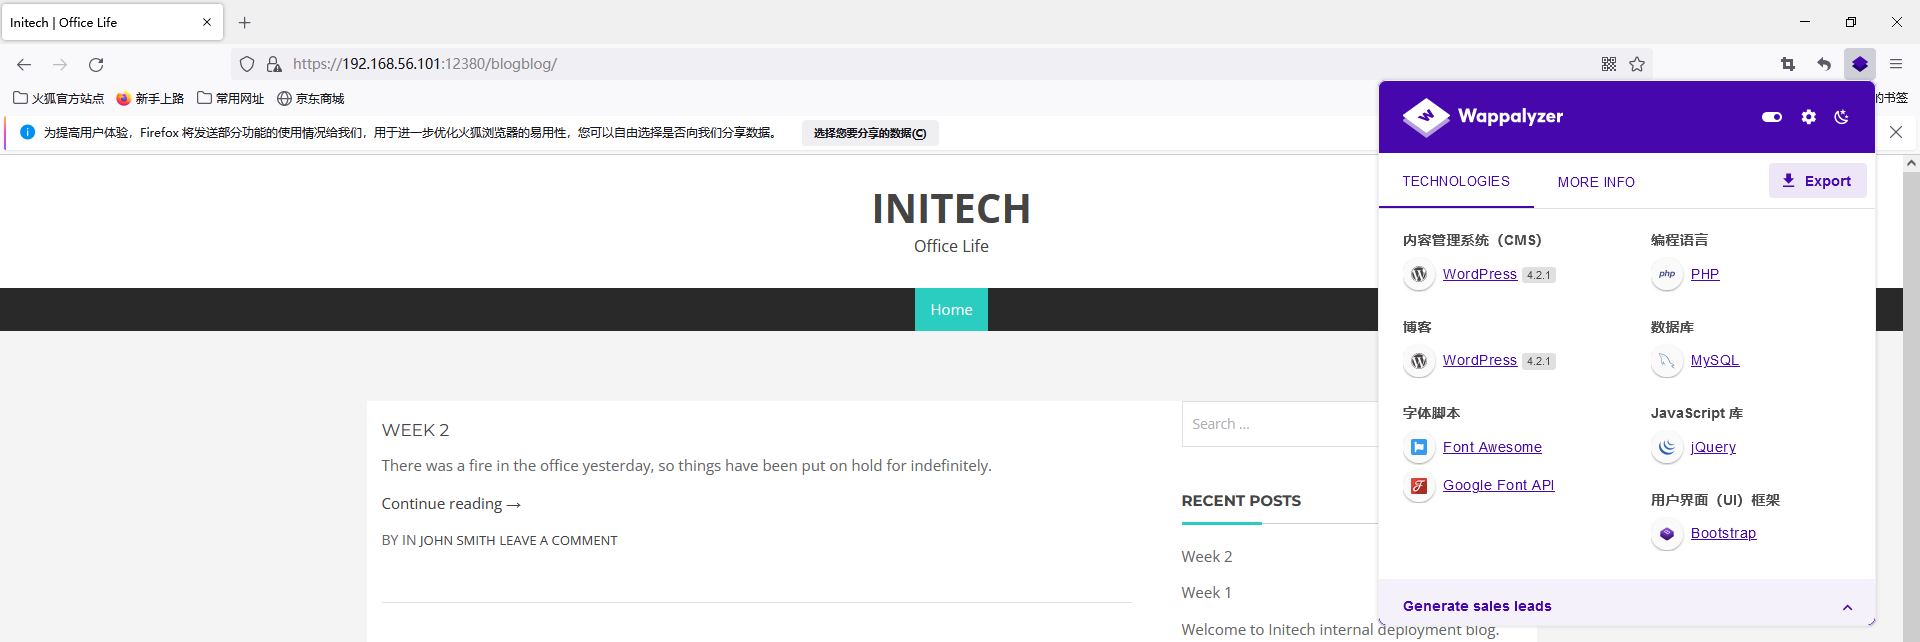 Initech | Office Life
https://192.168.56.101:12380/blogblog/
火狐官方站点 新手上路 常用网址 京东商城
的书签
为提高用户体验，Firefox 将发送部分功能的使用情况给我们，用于进一步优化火狐浏览器的易用性，您可以自由选择是否向我们分享数据。 选择您要分享的数据(C)
INITECH
Office Life
Home
WEEK 2
There was a fire in the office yesterday, so things have been put on hold for indefinitely.
Continue reading →
BY IN JOHN SMITH LEAVE A COMMENT
Search ...
RECENT POSTS
Week 2
Week 1
Welcome to Initech internal deployment blog.
Wappalyzer
TECHNOLOGIES MORE INFO Export
内容管理系统（CMS）
WordPress 4.2.1
博客
WordPress 4.2.1
字体脚本
Font Awesome
Google Font API
编程语言
php PHP
数据库
MySQL
JavaScript 库
jQuery
用户界面（UI）框架
Bootstrap
Generate sales leads